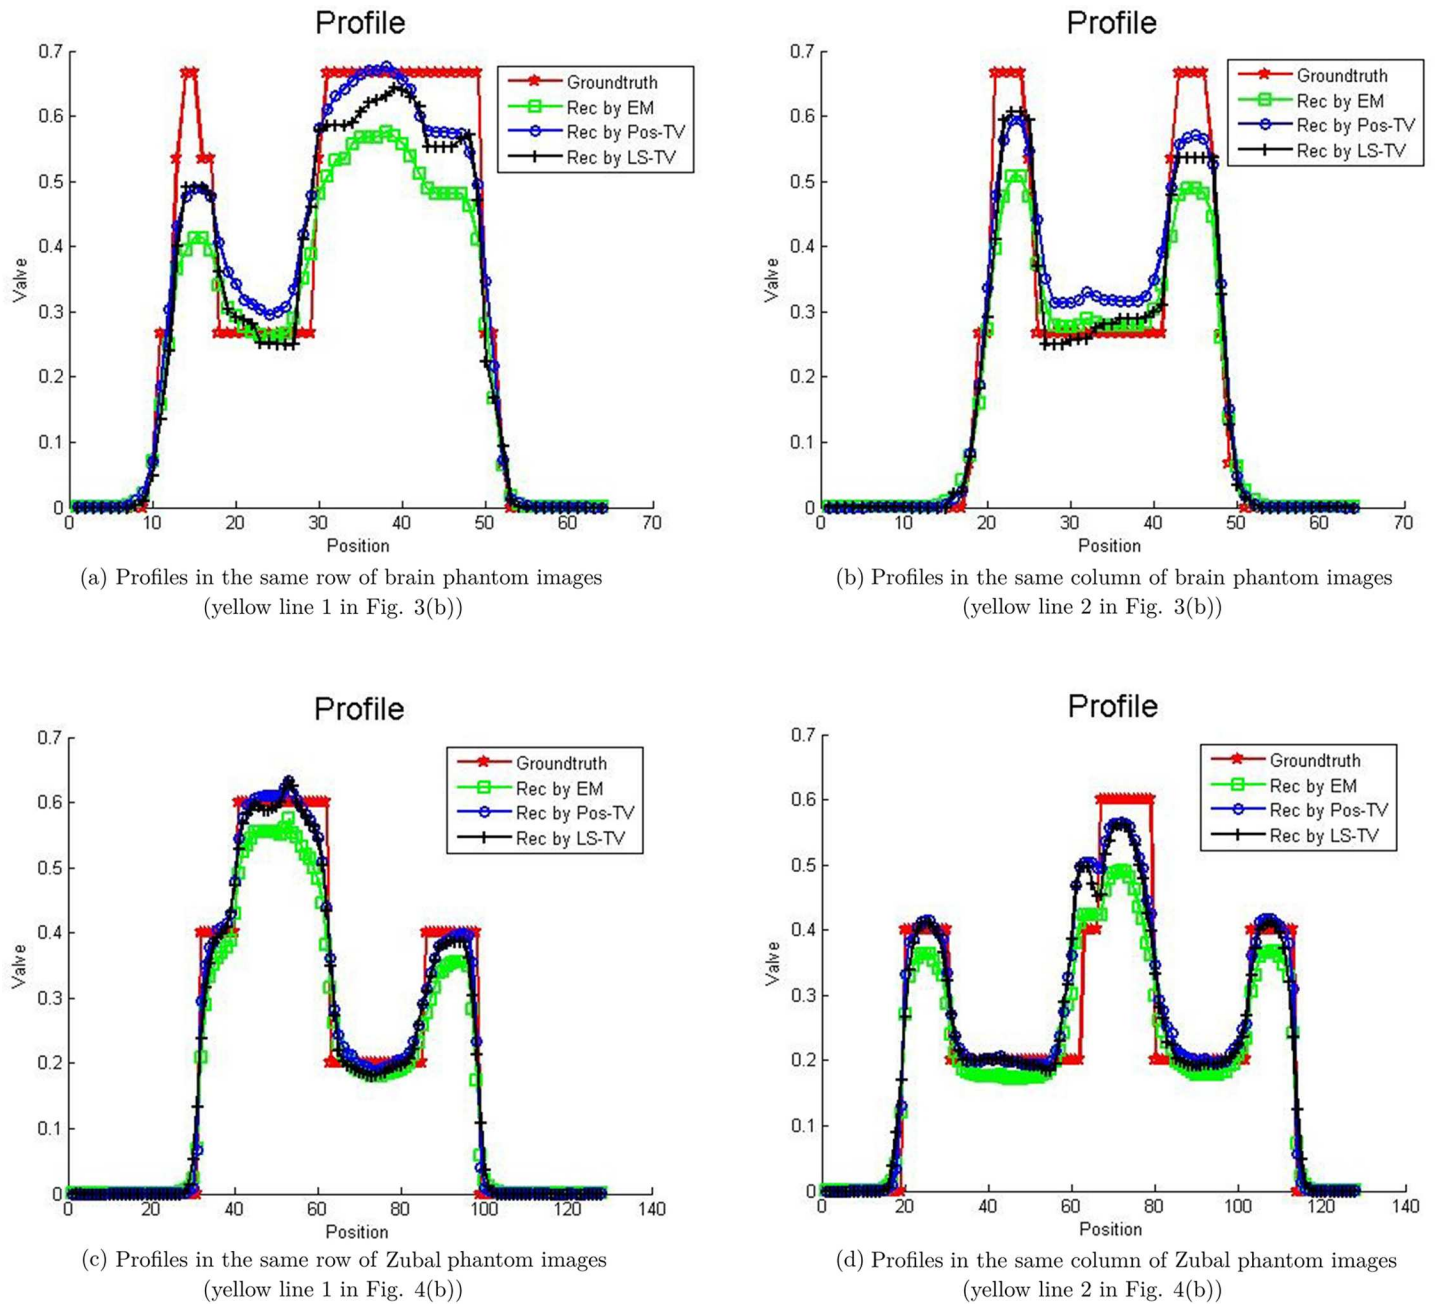 Profile
0.7
0.6
0.5
0.4
0.3
0.2
0.1
0
Valve
0 10 20 30 40 50 60 70
Position
Groundtruth
Rec by EM
Rec by Pos-TV
Rec by LS-TV
(a) Profiles in the same row of brain phantom images
(yellow line 1 in Fig. 3(b))
Profile
0.7
0.6
0.5
0.4
0.3
0.2
0.1
0
Valve
0 10 20 30 40 50 60 70
Position
Groundtruth
Rec by EM
Rec by Pos-TV
Rec by LS-TV
(b) Profiles in the same column of brain phantom images
(yellow line 2 in Fig. 3(b))
Profile
0.7
0.6
0.5
0.4
0.3
0.2
0.1
0
Valve
0 20 40 60 80 100 120 140
Position
Groundtruth
Rec by EM
Rec by Pos-TV
Rec by LS-TV
(c) Profiles in the same row of Zubal phantom images
(yellow line 1 in Fig. 4(b))
Profile
0.7
0.6
0.5
0.4
0.3
0.2
0.1
0
Valve
0 20 40 60 80 100 120 140
Position
Groundtruth
Rec by EM
Rec by Pos-TV
Rec by LS-TV
(d) Profiles in the same column of Zubal phantom images
(yellow line 2 in Fig. 4(b))